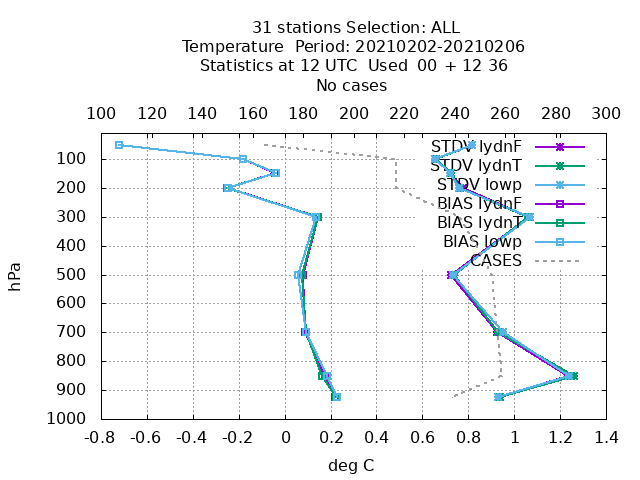 31 stations Selection: ALL
Temperature  Period: 20210202-20210206
Statistics at 12 UTC  Used  00 + 12 36
No cases
100 120 140 160 180 200 220 240 260 280 300
STDV lydnF
STDV lydnT
STDV lowp
BIAS lydnF
BIAS lydnT
BIAS lowp
CASES
100
200
300
400
500
600
700
800
900
1000
hPa
-0.8 -0.6 -0.4 -0.2 0 0.2 0.4 0.6 0.8 1 1.2 1.4
deg C